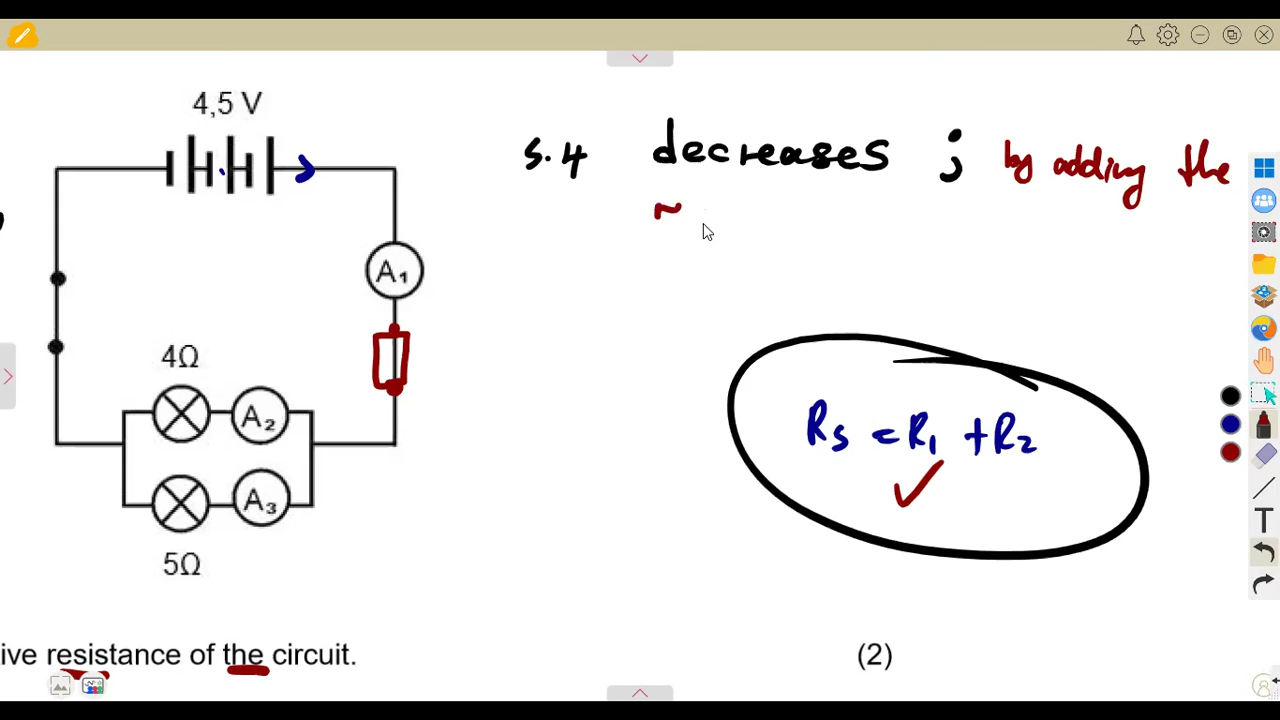 4,5 V
5.4 decreases ; by adding the
A₁
4Ω
A₂
Rs = R₁ + R₂
A₃
5Ω
ive resistance of the circuit.
(2)
T